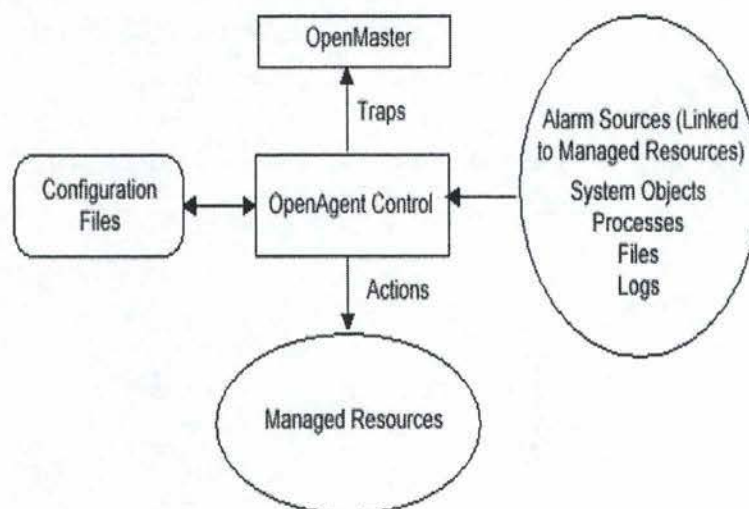 OpenMaster
Traps
Alarm Sources (Linked
to Managed Resources)
System Objects
Processes
Files
Logs
Configuration
Files
OpenAgent Control
Actions
Managed Resources